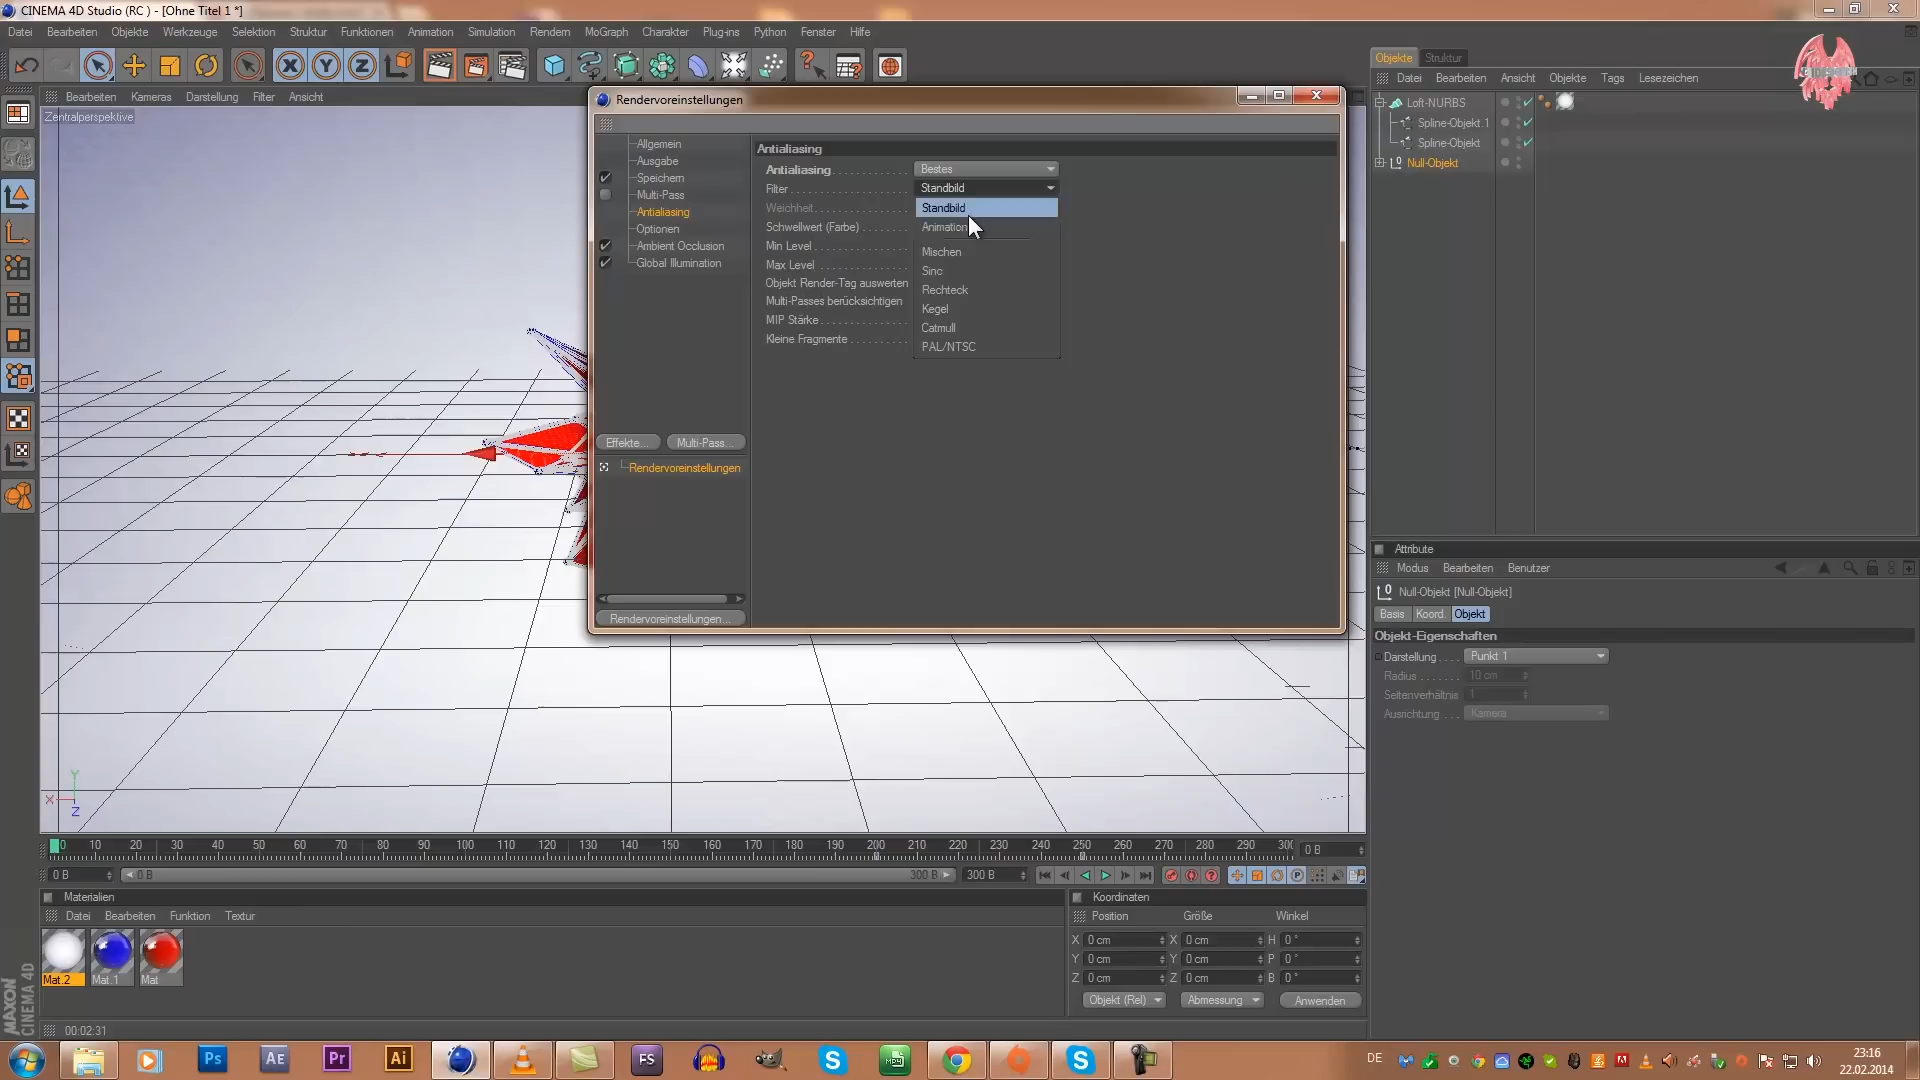 CINEMA 4D Studio (RC ) - [Ohne Titel 1 *]
Datei Bearbeiten Objekte Werkzeuge Selektion Struktur Funktionen Animation Simulation Rendern MoGraph Charakter Plug-ins Python Fenster Hilfe
Bearbeiten Kameras Darstellung Filter Ansicht
Zentralperspektive
Rendervoreinstellungen
Allgemein
Ausgabe
Speichern
Multi-Pass
Antialiasing
Optionen
Ambient Occlusion
Global Illumination
Effekte... Multi-Pass...
Rendervoreinstellungen
Rendervoreinstellungen...
Antialiasing
Antialiasing Bestes
Filter Standbild
Weichheit
Schwellwert (Farbe)
Min Level
Max Level
Objekt Render-Tag auswerten
Multi-Passes berücksichtigen
MIP Stärke
Kleine Fragmente
Standbild
Animation
Mischen
Sinc
Rechteck
Kegel
Catmull
PAL/NTSC
Objekte Struktur
Datei Bearbeiten Ansicht Objekte Tags Lesezeichen
Loft-NURBS
Spline-Objekt.1
Spline-Objekt
Null-Objekt
Attribute
Modus Bearbeiten Benutzer
Null-Objekt [Null-Objekt]
Basis Koord. Objekt
Objekt-Eigenschaften
Darstellung Punkt 1
Radius 10 cm
Seitenverhältnis 1
Ausrichtung Kamera
X Y Z
0 10 20 30 40 50 60 70 80 90 100 110 120 130 140 150 160 170 180 190 200 210 220 230 240 250 260 270 280 290 300
0 B
0 B 0 B 300 B 300 B
Materialien
Datei Bearbeiten Funktion Textur
Mat.2 Mat.1 Mat
Koordinaten
Position Größe Winkel
X 0 cm X 0 cm H 0 °
Y 0 cm Y 0 cm P 0 °
Z 0 cm Z 0 cm B 0 °
Objekt (Rel) Abmessung Anwenden
MAXON
CINEMA 4D
00:02:31
Ps Ae Pr Ai FS MP4
DE
23:16
22.02.2014